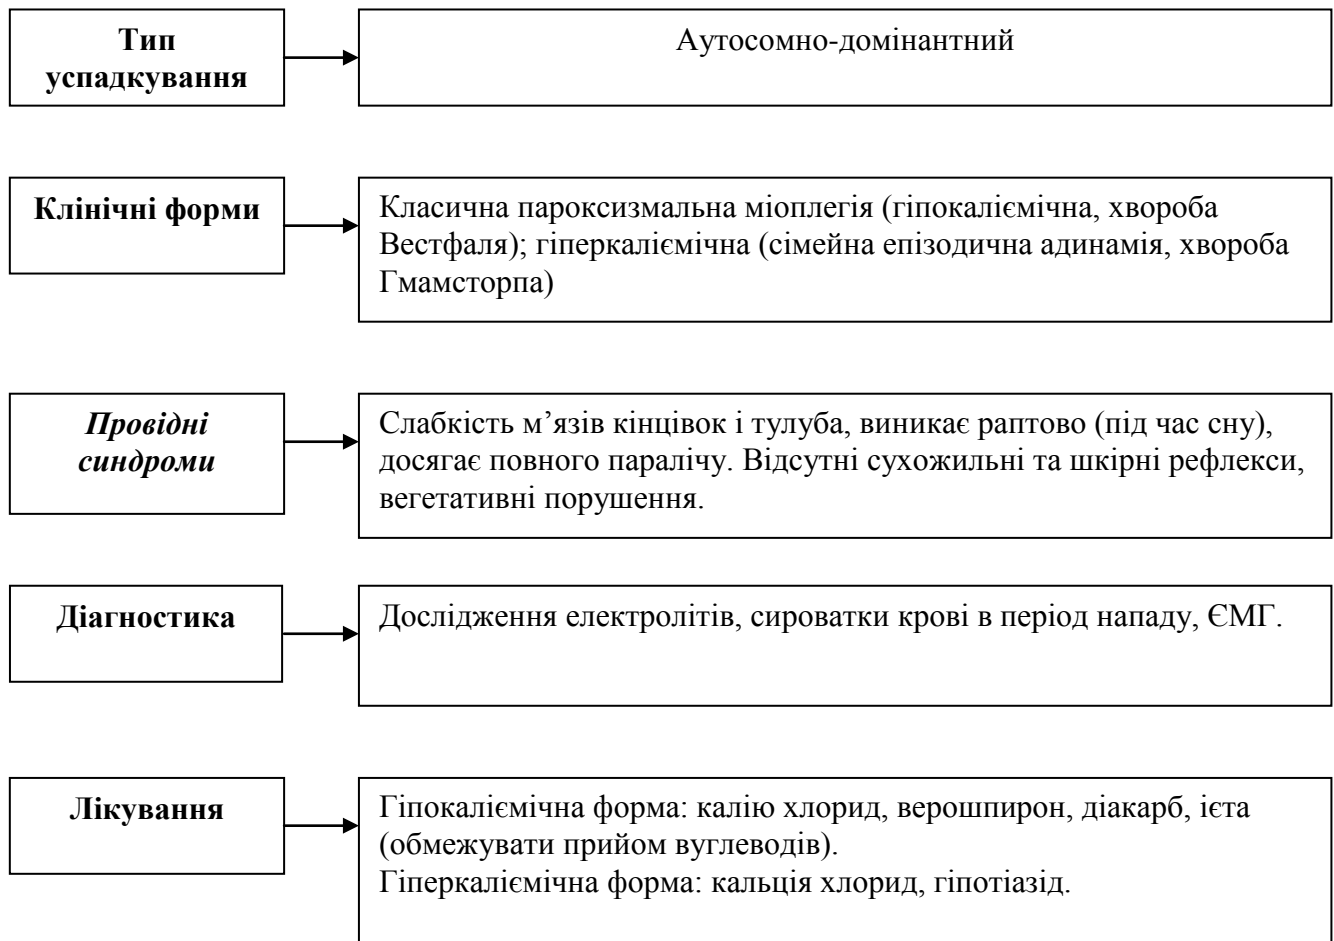 Тип
успадкування
Аутосомно-домінантний
Клінічні форми
Класична пароксизмальна міоплегія (гіпокаліємічна, хвороба
Вестфаля); гіперкаліємічна (сімейна епізодична адинамія, хвороба
Гмамсторпа)
Провідні
синдроми
Слабкість м’язів кінцівок і тулуба, виникає раптово (під час сну),
досягає повного паралічу. Відсутні сухожильні та шкірні рефлекси,
вегетативні порушення.
Діагностика
Дослідження електролітів, сироватки крові в період нападу, ЄМГ.
Лікування
Гіпокаліємічна форма: калію хлорид, верошпирон, діакарб, ієта
(обмежувати прийом вуглеводів).
Гіперкаліємічна форма: кальція хлорид, гіпотіазід.